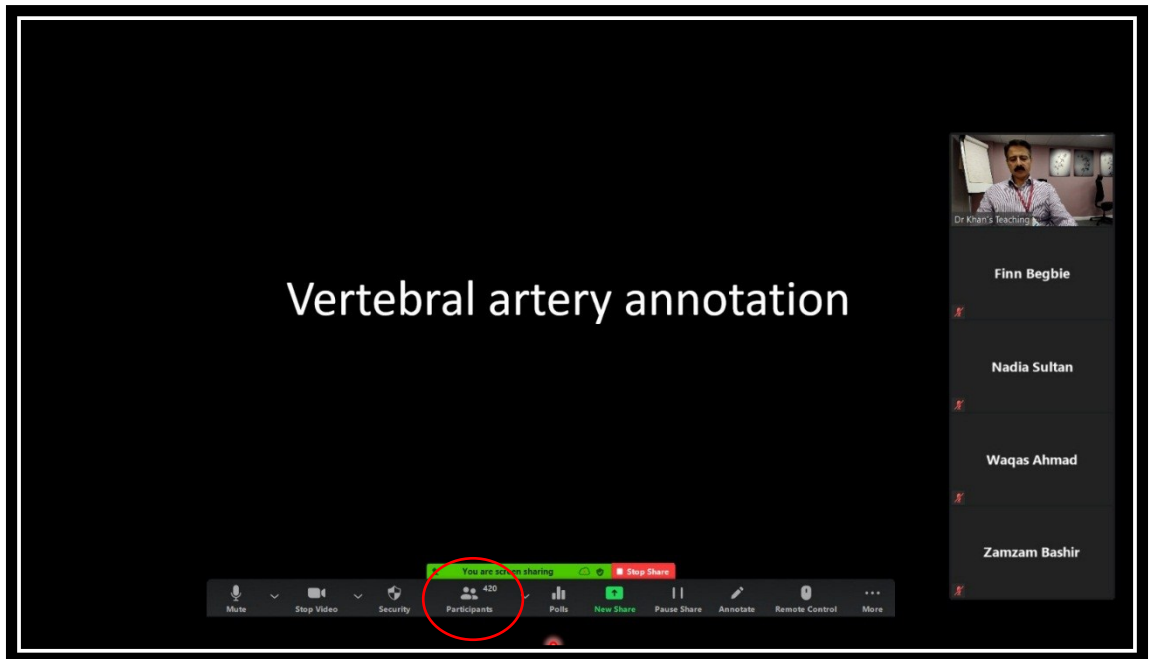 Dr Khan's Teaching
Finn Begbie
Nadia Sultan
Vertebral artery annotation
Waqas Ahmad
Zamzam Bashir
You are screen sharing
Stop Share
420
Mute
Stop Video
Security
Participants
Polls
New Share
Pause Share
Annotate
Remote Control
More